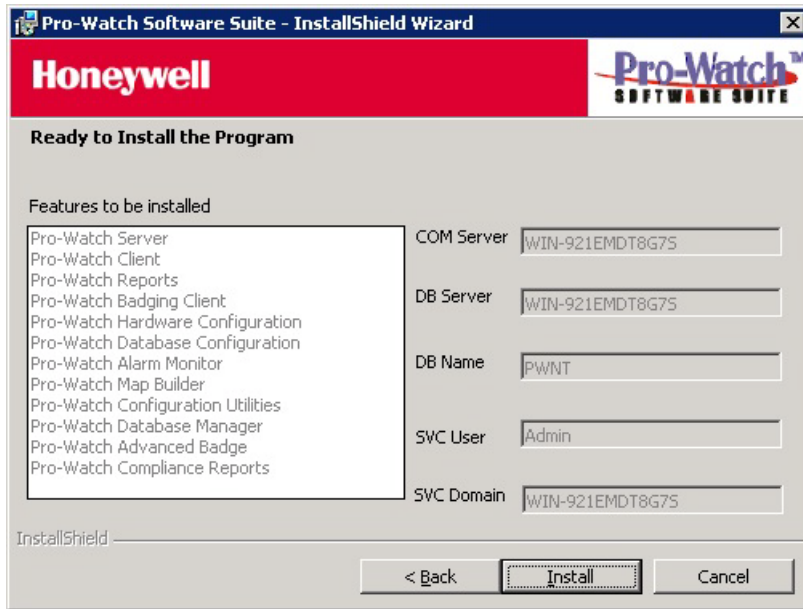 Pro-Watch Software Suite - InstallShield Wizard
Honeywell
Pro-Watch™
SOFTWARE SUITE
Ready to Install the Program
Features to be installed
Pro-Watch Server
Pro-Watch Client
Pro-Watch Reports
Pro-Watch Badging Client
Pro-Watch Hardware Configuration
Pro-Watch Database Configuration
Pro-Watch Alarm Monitor
Pro-Watch Map Builder
Pro-Watch Configuration Utilities
Pro-Watch Database Manager
Pro-Watch Advanced Badge
Pro-Watch Compliance Reports
COM Server WIN-921EMDT8G7S
DB Server WIN-921EMDT8G7S
DB Name PWNT
SVC User Admin
SVC Domain WIN-921EMDT8G7S
InstallShield
< Back Install Cancel